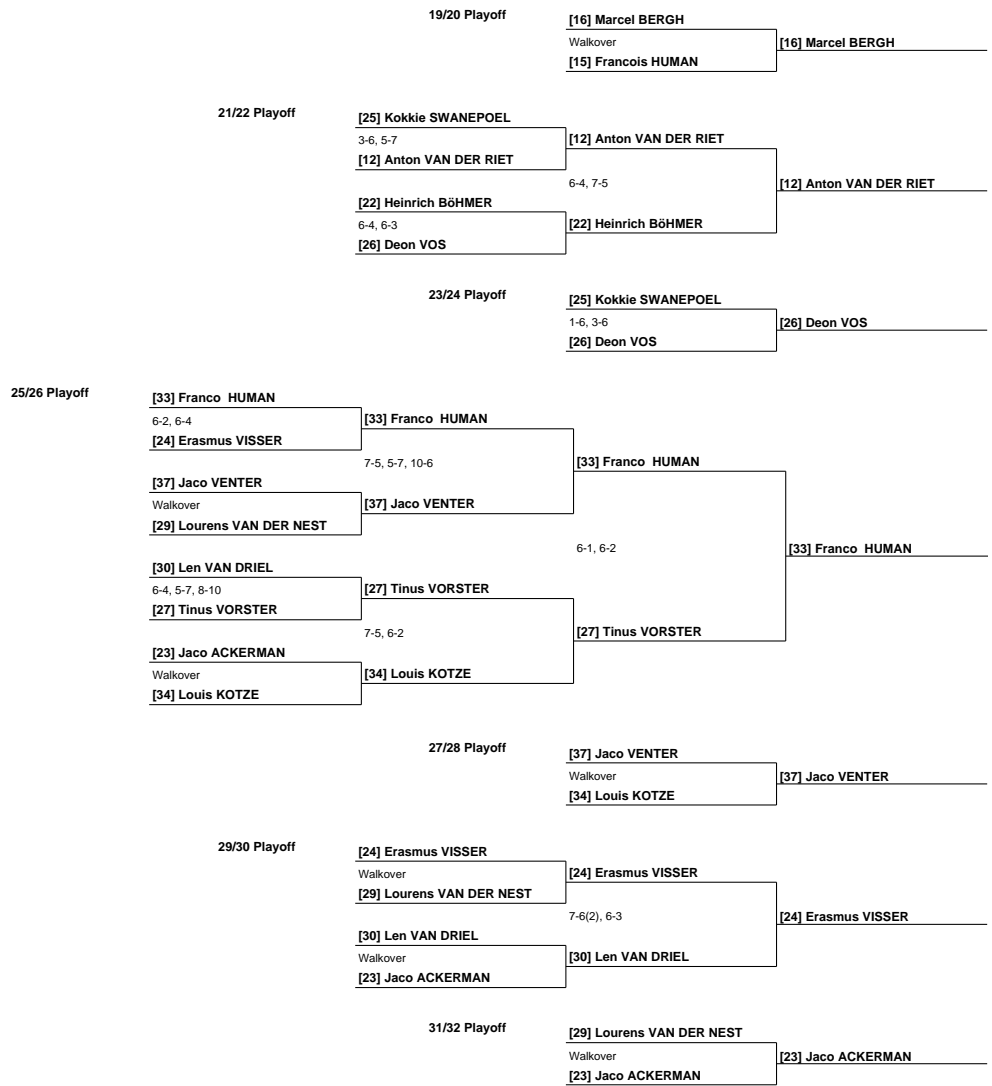 19/20 Playoff
[16] Marcel BERGH
Walkover
[16] Marcel BERGH
[15] Francois HUMAN
21/22 Playoff
[25] Kokkie SWANEPOEL
3-6, 5-7
[12] Anton VAN DER RIET
[12] Anton VAN DER RIET
6-4, 7-5
[12] Anton VAN DER RIET
[22] Heinrich BöHMER
6-4, 6-3
[22] Heinrich BöHMER
[26] Deon VOS
23/24 Playoff
[25] Kokkie SWANEPOEL
1-6, 3-6
[26] Deon VOS
[26] Deon VOS
25/26 Playoff
[33] Franco  HUMAN
6-2, 6-4
[33] Franco  HUMAN
[24] Erasmus VISSER
7-5, 5-7, 10-6
[33] Franco  HUMAN
[37] Jaco VENTER
Walkover
[37] Jaco VENTER
[29] Lourens VAN DER NEST
6-1, 6-2
[33] Franco  HUMAN
[30] Len VAN DRIEL
6-4, 5-7, 8-10
[27] Tinus VORSTER
[27] Tinus VORSTER
7-5, 6-2
[27] Tinus VORSTER
[23] Jaco ACKERMAN
Walkover
[34] Louis KOTZE
[34] Louis KOTZE
27/28 Playoff
[37] Jaco VENTER
Walkover
[37] Jaco VENTER
[34] Louis KOTZE
29/30 Playoff
[24] Erasmus VISSER
Walkover
[24] Erasmus VISSER
[29] Lourens VAN DER NEST
7-6(2), 6-3
[24] Erasmus VISSER
[30] Len VAN DRIEL
Walkover
[30] Len VAN DRIEL
[23] Jaco ACKERMAN
31/32 Playoff
[29] Lourens VAN DER NEST
Walkover
[23] Jaco ACKERMAN
[23] Jaco ACKERMAN